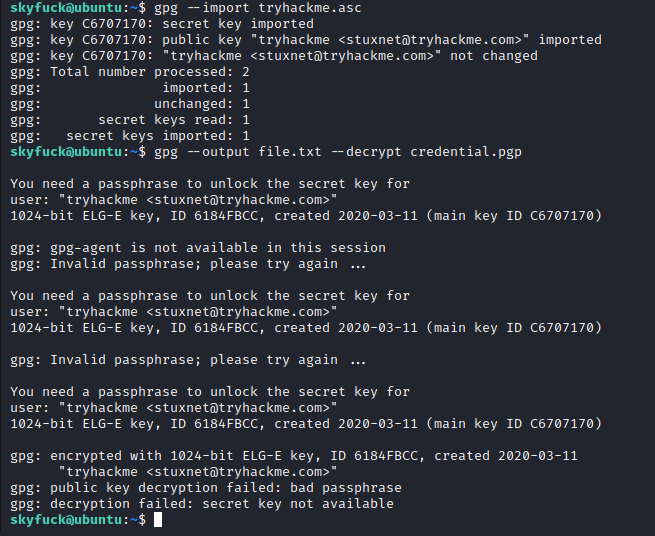 skyfuck@ubuntu:~$ gpg --import tryhackme.asc
gpg: key C6707170: secret key imported
gpg: key C6707170: public key "tryhackme <stuxnet@tryhackme.com>" imported
gpg: key C6707170: "tryhackme <stuxnet@tryhackme.com>" not changed
gpg: Total number processed: 2
gpg:               imported: 1
gpg:              unchanged: 1
gpg:       secret keys read: 1
gpg:   secret keys imported: 1
skyfuck@ubuntu:~$ gpg --output file.txt --decrypt credential.pgp
You need a passphrase to unlock the secret key for
user: "tryhackme <stuxnet@tryhackme.com>"
1024-bit ELG-E key, ID 6184FBCC, created 2020-03-11 (main key ID C6707170)
gpg: gpg-agent is not available in this session
gpg: Invalid passphrase; please try again ...
You need a passphrase to unlock the secret key for
user: "tryhackme <stuxnet@tryhackme.com>"
1024-bit ELG-E key, ID 6184FBCC, created 2020-03-11 (main key ID C6707170)
gpg: Invalid passphrase; please try again ...
You need a passphrase to unlock the secret key for
user: "tryhackme <stuxnet@tryhackme.com>"
1024-bit ELG-E key, ID 6184FBCC, created 2020-03-11 (main key ID C6707170)
gpg: encrypted with 1024-bit ELG-E key, ID 6184FBCC, created 2020-03-11
      "tryhackme <stuxnet@tryhackme.com>"
gpg: public key decryption failed: bad passphrase
gpg: decryption failed: secret key not available
skyfuck@ubuntu:~$